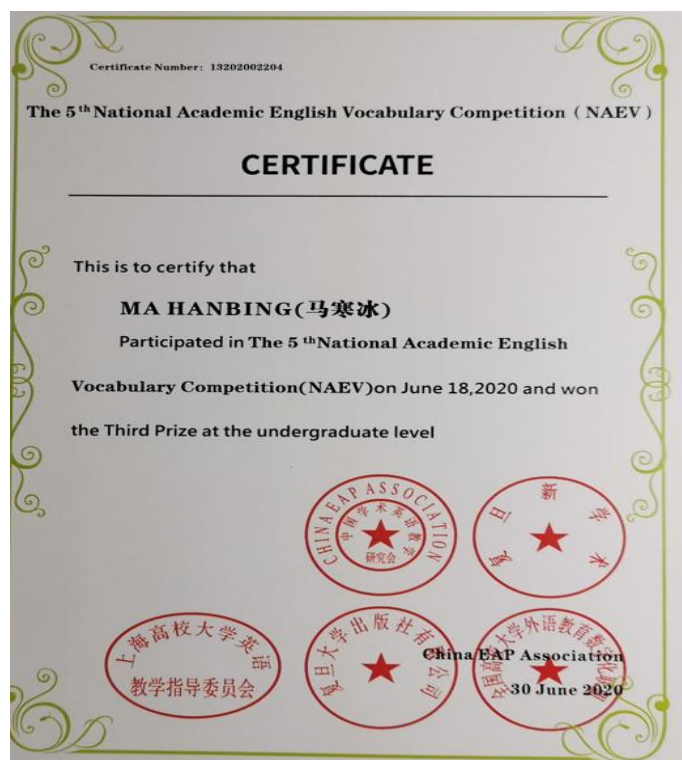 Certificate Number: 13202002204
The 5th National Academic English Vocabulary Competition ( NAEV )
CERTIFICATE
This is to certify that
MA HANBING(马寒冰)
Participated in The 5 thNational Academic English
Vocabulary Competition(NAEV)on June 18,2020 and won
the Third Prize at the undergraduate level
CHINA EAP ASSOCIATION
中国学术英语教学
研究会
复旦 学术
上海高校大学英语
教学指导委员会
复旦大学出版社有限公司
China EAP Association
30 June 2020